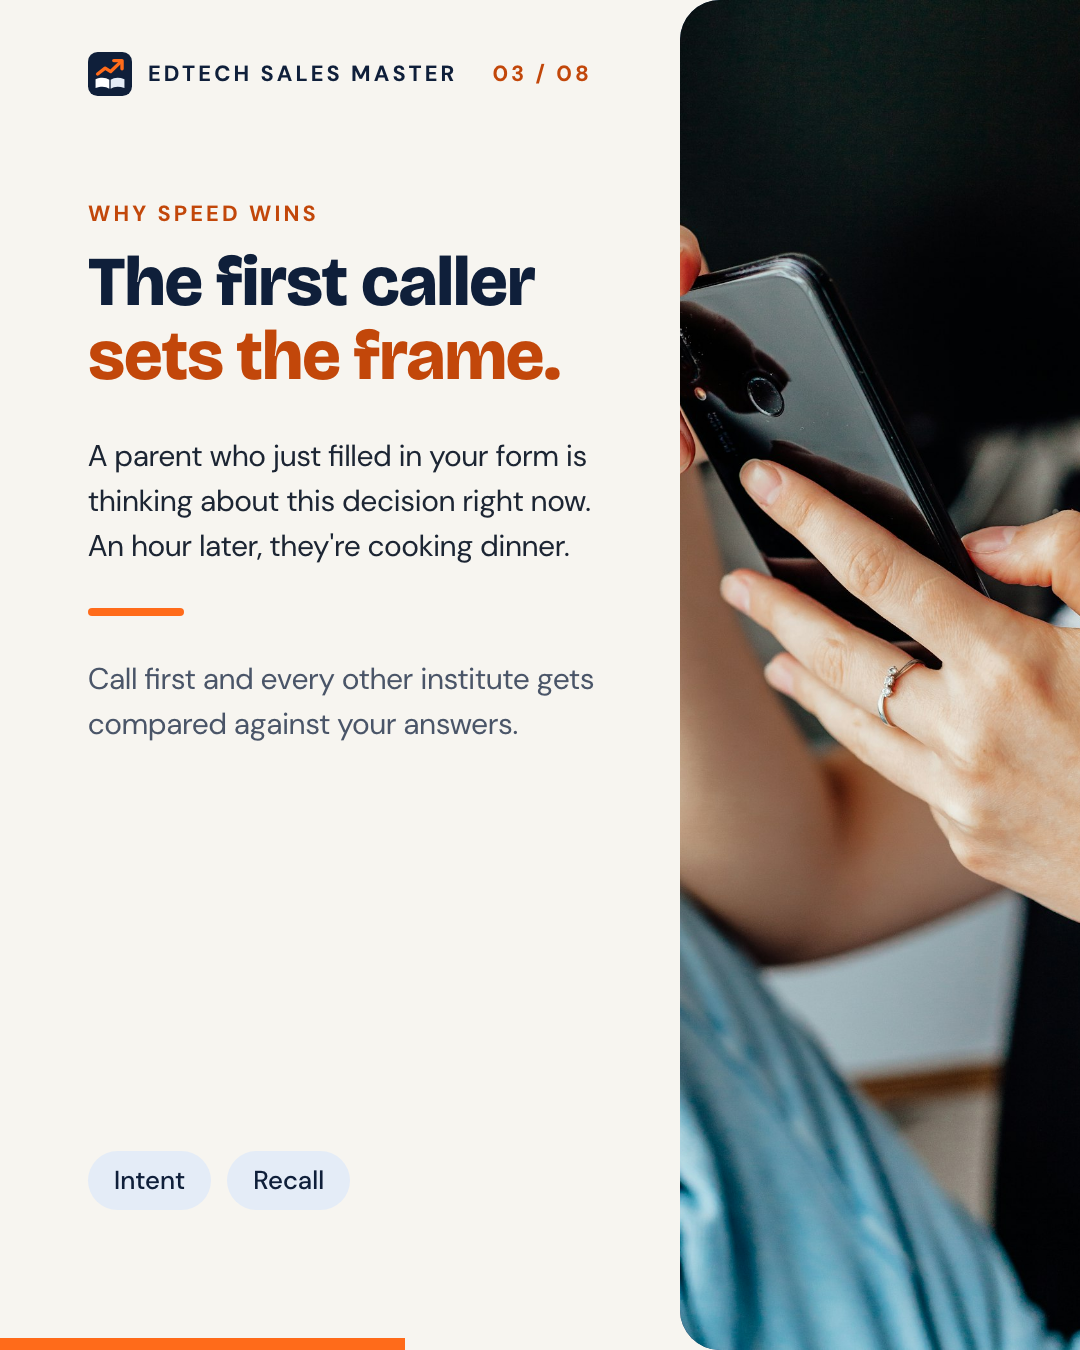 EDTECH SALES MASTER 03 / 08
WHY SPEED WINS
The first caller
sets the frame.
A parent who just filled in your form is
thinking about this decision right now.
An hour later, they're cooking dinner.
Call first and every other institute gets
compared against your answers.
Intent Recall